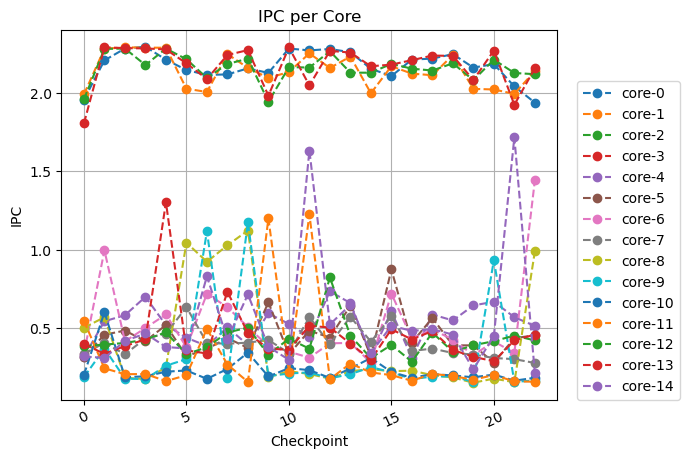 IPC per Core
IPC
2.0
1.5
1.0
0.5
0
5
10
15
20
Checkpoint
core-0
core-1
core-2
core-3
core-4
core-5
core-6
core-7
core-8
core-9
core-10
core-11
core-12
core-13
core-14